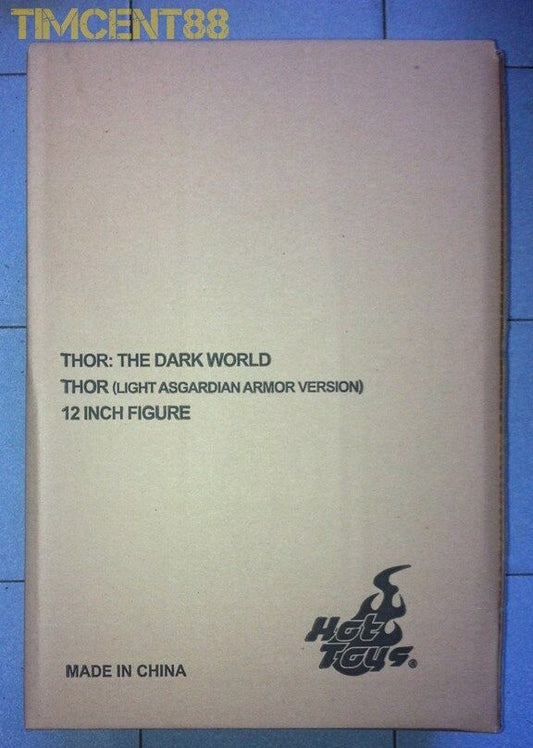 TIMCENT88
THOR: THE DARK WORLD
THOR (LIGHT ASGARDIAN ARMOR VERSION)
12 INCH FIGURE
Hot
Toys®
MADE IN CHINA